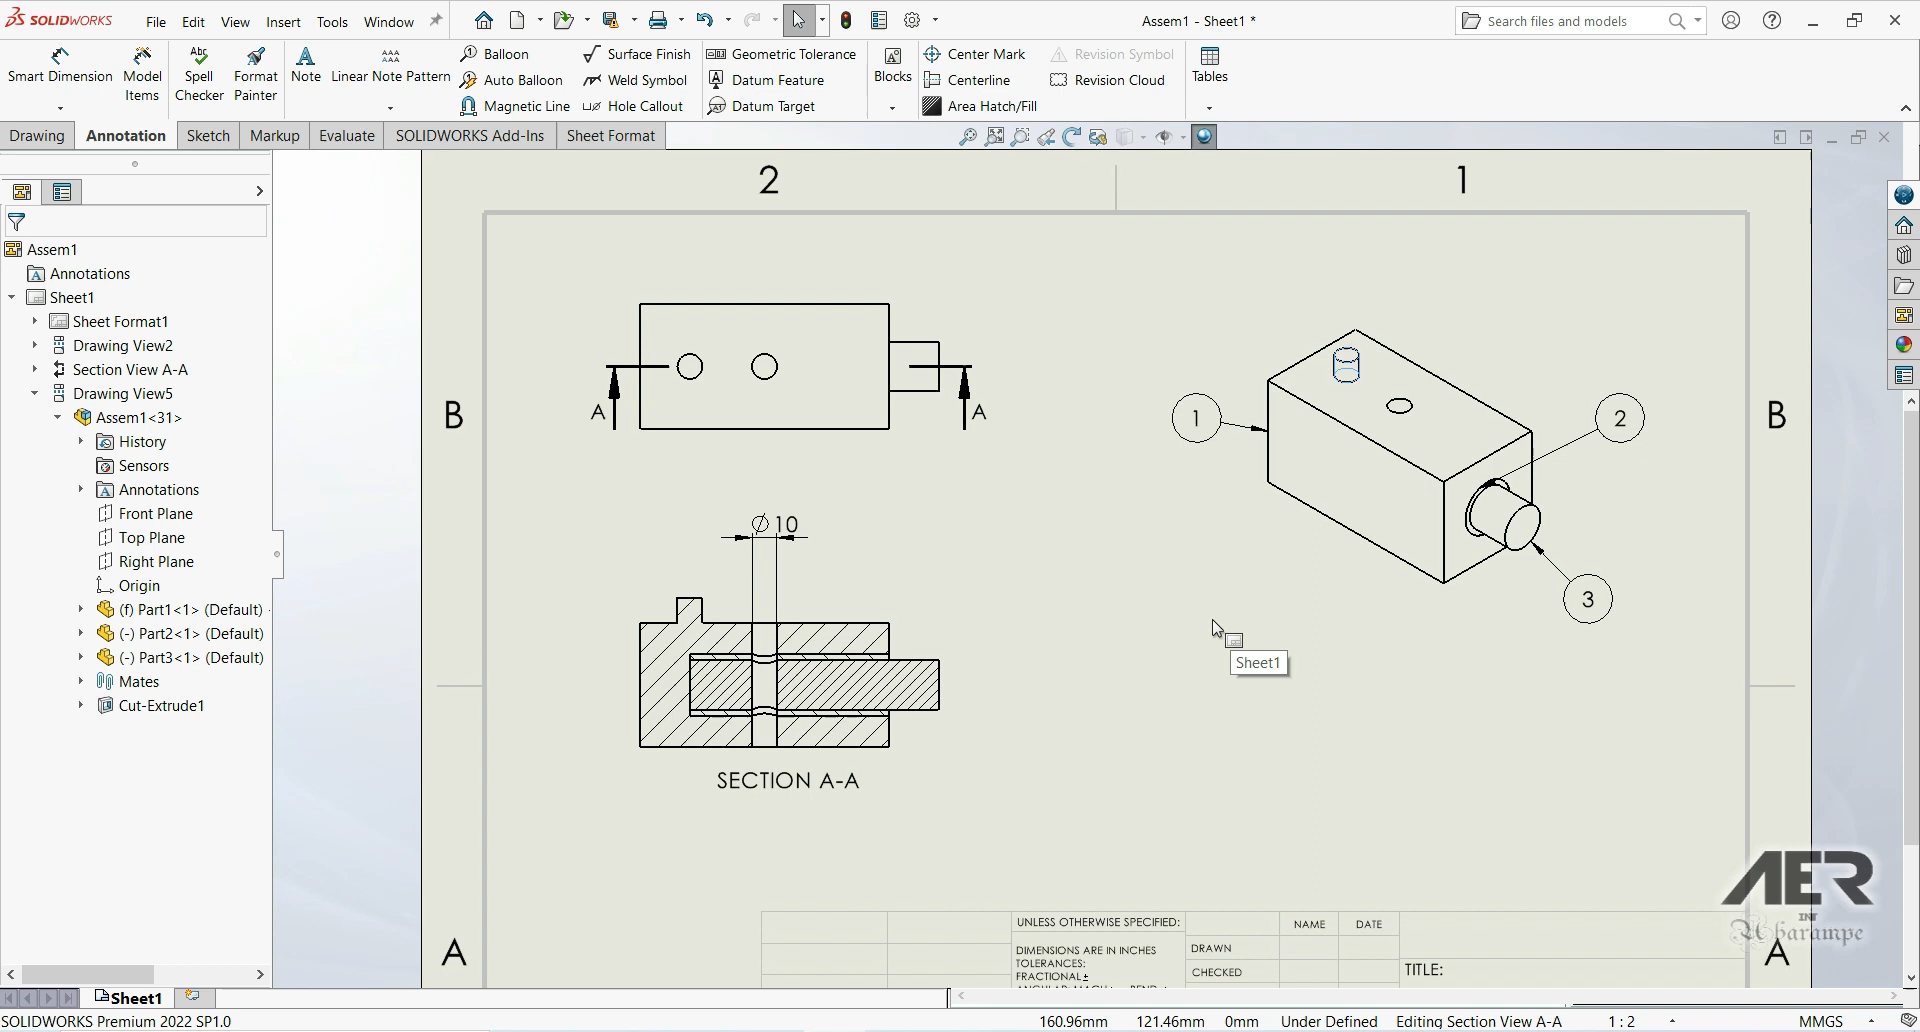 SOLIDWORKS File Edit View Insert Tools Window Assem1 - Sheet1 * Search files and models
Smart Dimension
Model Items
Spell Checker
Format Painter
Note
Linear Note Pattern
Balloon
Auto Balloon
Magnetic Line
Surface Finish
Weld Symbol
Hole Callout
Geometric Tolerance
Datum Feature
Datum Target
Blocks
Center Mark
Centerline
Area Hatch/Fill
Revision Symbol
Revision Cloud
Tables
Drawing Annotation Sketch Markup Evaluate SOLIDWORKS Add-Ins Sheet Format
Assem1
Annotations
Sheet1
Sheet Format1
Drawing View2
Section View A-A
Drawing View5
Assem1<31>
History
Sensors
Annotations
Front Plane
Top Plane
Right Plane
Origin
(f) Part1<1> (Default)
(-) Part2<1> (Default)
(-) Part3<1> (Default)
Mates
Cut-Extrude1
2 1
B B
A A
1 2
3
∅ 10
SECTION A-A
Sheet1
A A
UNLESS OTHERWISE SPECIFIED:
DIMENSIONS ARE IN INCHES
TOLERANCES:
FRACTIONAL±
NAME DATE
DRAWN
CHECKED
TITLE:
AER
INT
Abarampe
Sheet1
SOLIDWORKS Premium 2022 SP1.0 160.96mm 121.46mm 0mm Under Defined Editing Section View A-A 1 : 2 MMGS